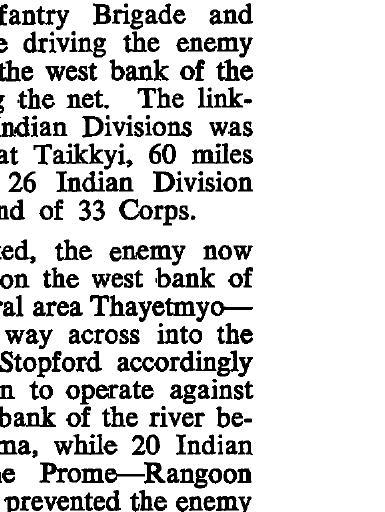 fantry Brigade and
e driving the enemy
the west bank of the
g the net. The link-
Indian Divisions was
at Taikkyi, 60 miles
26 Indian Division
nd of 33 Corps.
ted, the enemy now
on the west bank of
ral area Thayetmyo—
way across into the
Stopford accordingly
n to operate against
bank of the river be-
ma, while 20 Indian
e Prome—Rangoon
prevented the enemy